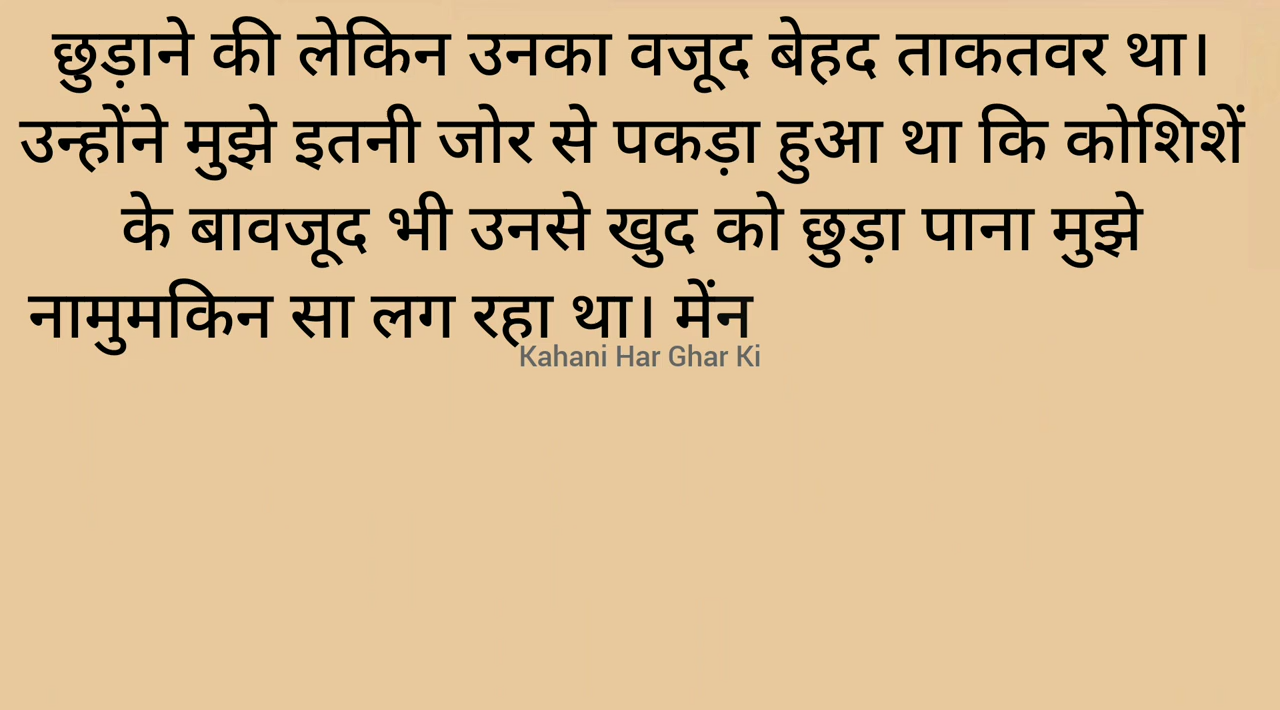 छुड़ाने की लेकिन उनका वजूद बेहद ताकतवर था।
उन्होंने मुझे इतनी जोर से पकड़ा हुआ था कि कोशिशें
के बावजूद भी उनसे खुद को छुड़ा पाना मुझे
नामुमकिन सा लग रहा था। मेंन
Kahani Har Ghar Ki